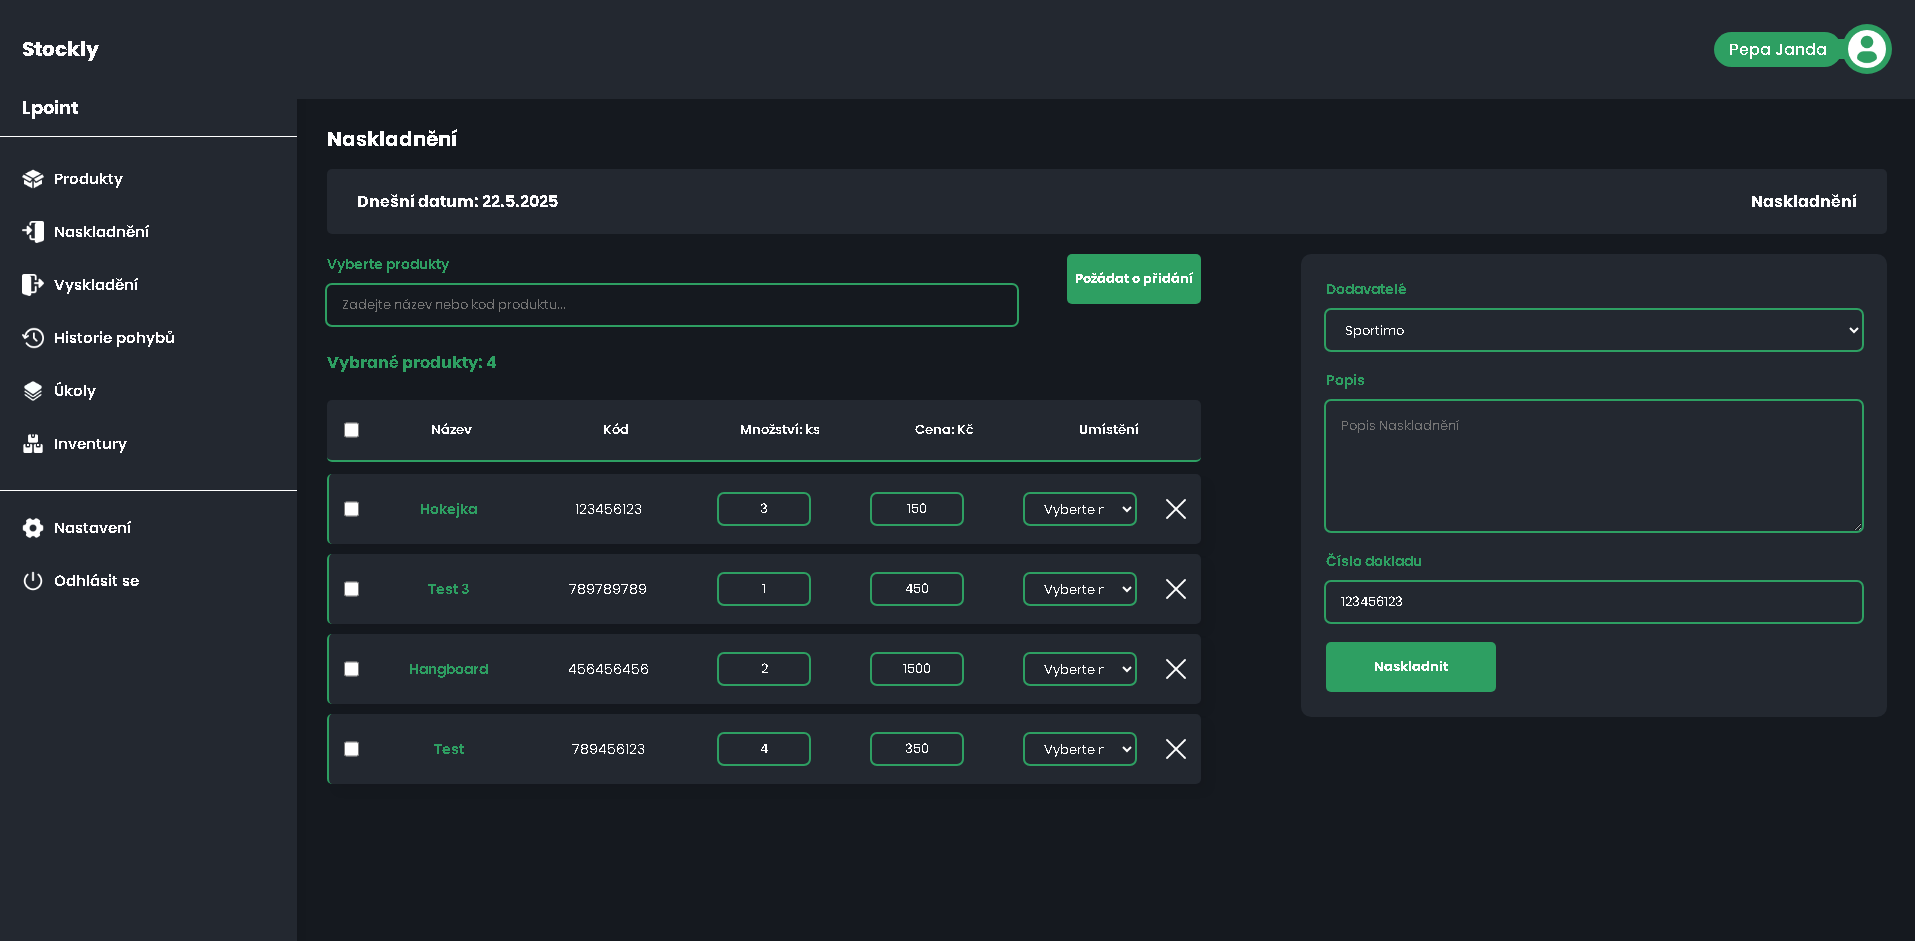 Stockly
Pepa Janda
Lpoint
Produkty
Naskladnění
Vyskladění
Historie pohybů
Úkoly
Inventury
Nastavení
Odhlásit se
Naskladnění
Dnešní datum: 22.5.2025 Naskladnění
Vyberte produkty
Zadejte název nebo kod produktu...
Požádat o přidání
Vybrané produkty: 4
Název Kód Množství: ks Cena: Kč Umístění
Hokejka 123456123 3 150 Vyberte r
Test 3 789789789 1 450 Vyberte r
Hangboard 456456456 2 1500 Vyberte r
Test 789456123 4 350 Vyberte r
Dodavatelé
Sportimo
Popis
Popis Naskladnění
Číslo dokladu
123456123
Naskladnit